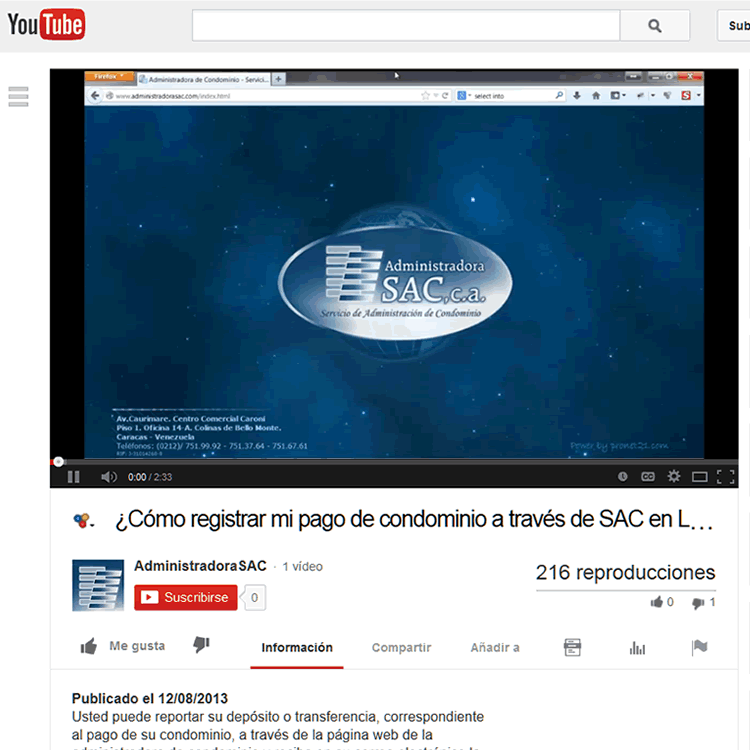 YouTube
Sub
Firefox
Administradora de Condominio - Servici...
www.administradorasac.com/index.html
select into
Administradora
SAC,c.a.
Servicio de Administración de Condominio
Av.Caurimare. Centro Comercial Caroní
Piso 1. Oficina 14-A. Colinas de Bello Monte.
Caracas - Venezuela
Teléfonos: (0212)/ 751.99.92 - 751.37.64 - 751.67.61
Power by pronet21.com
0:00 / 2:33
CC
¿Cómo registrar mi pago de condominio a través de SAC en L...
AdministradoraSAC · 1 vídeo
Suscribirse 0
216 reproducciones
0 1
Me gusta
Información Compartir Añadir a
Publicado el 12/08/2013
Usted puede reportar su depósito o transferencia, correspondiente
al pago de su condominio, a través de la página web de la